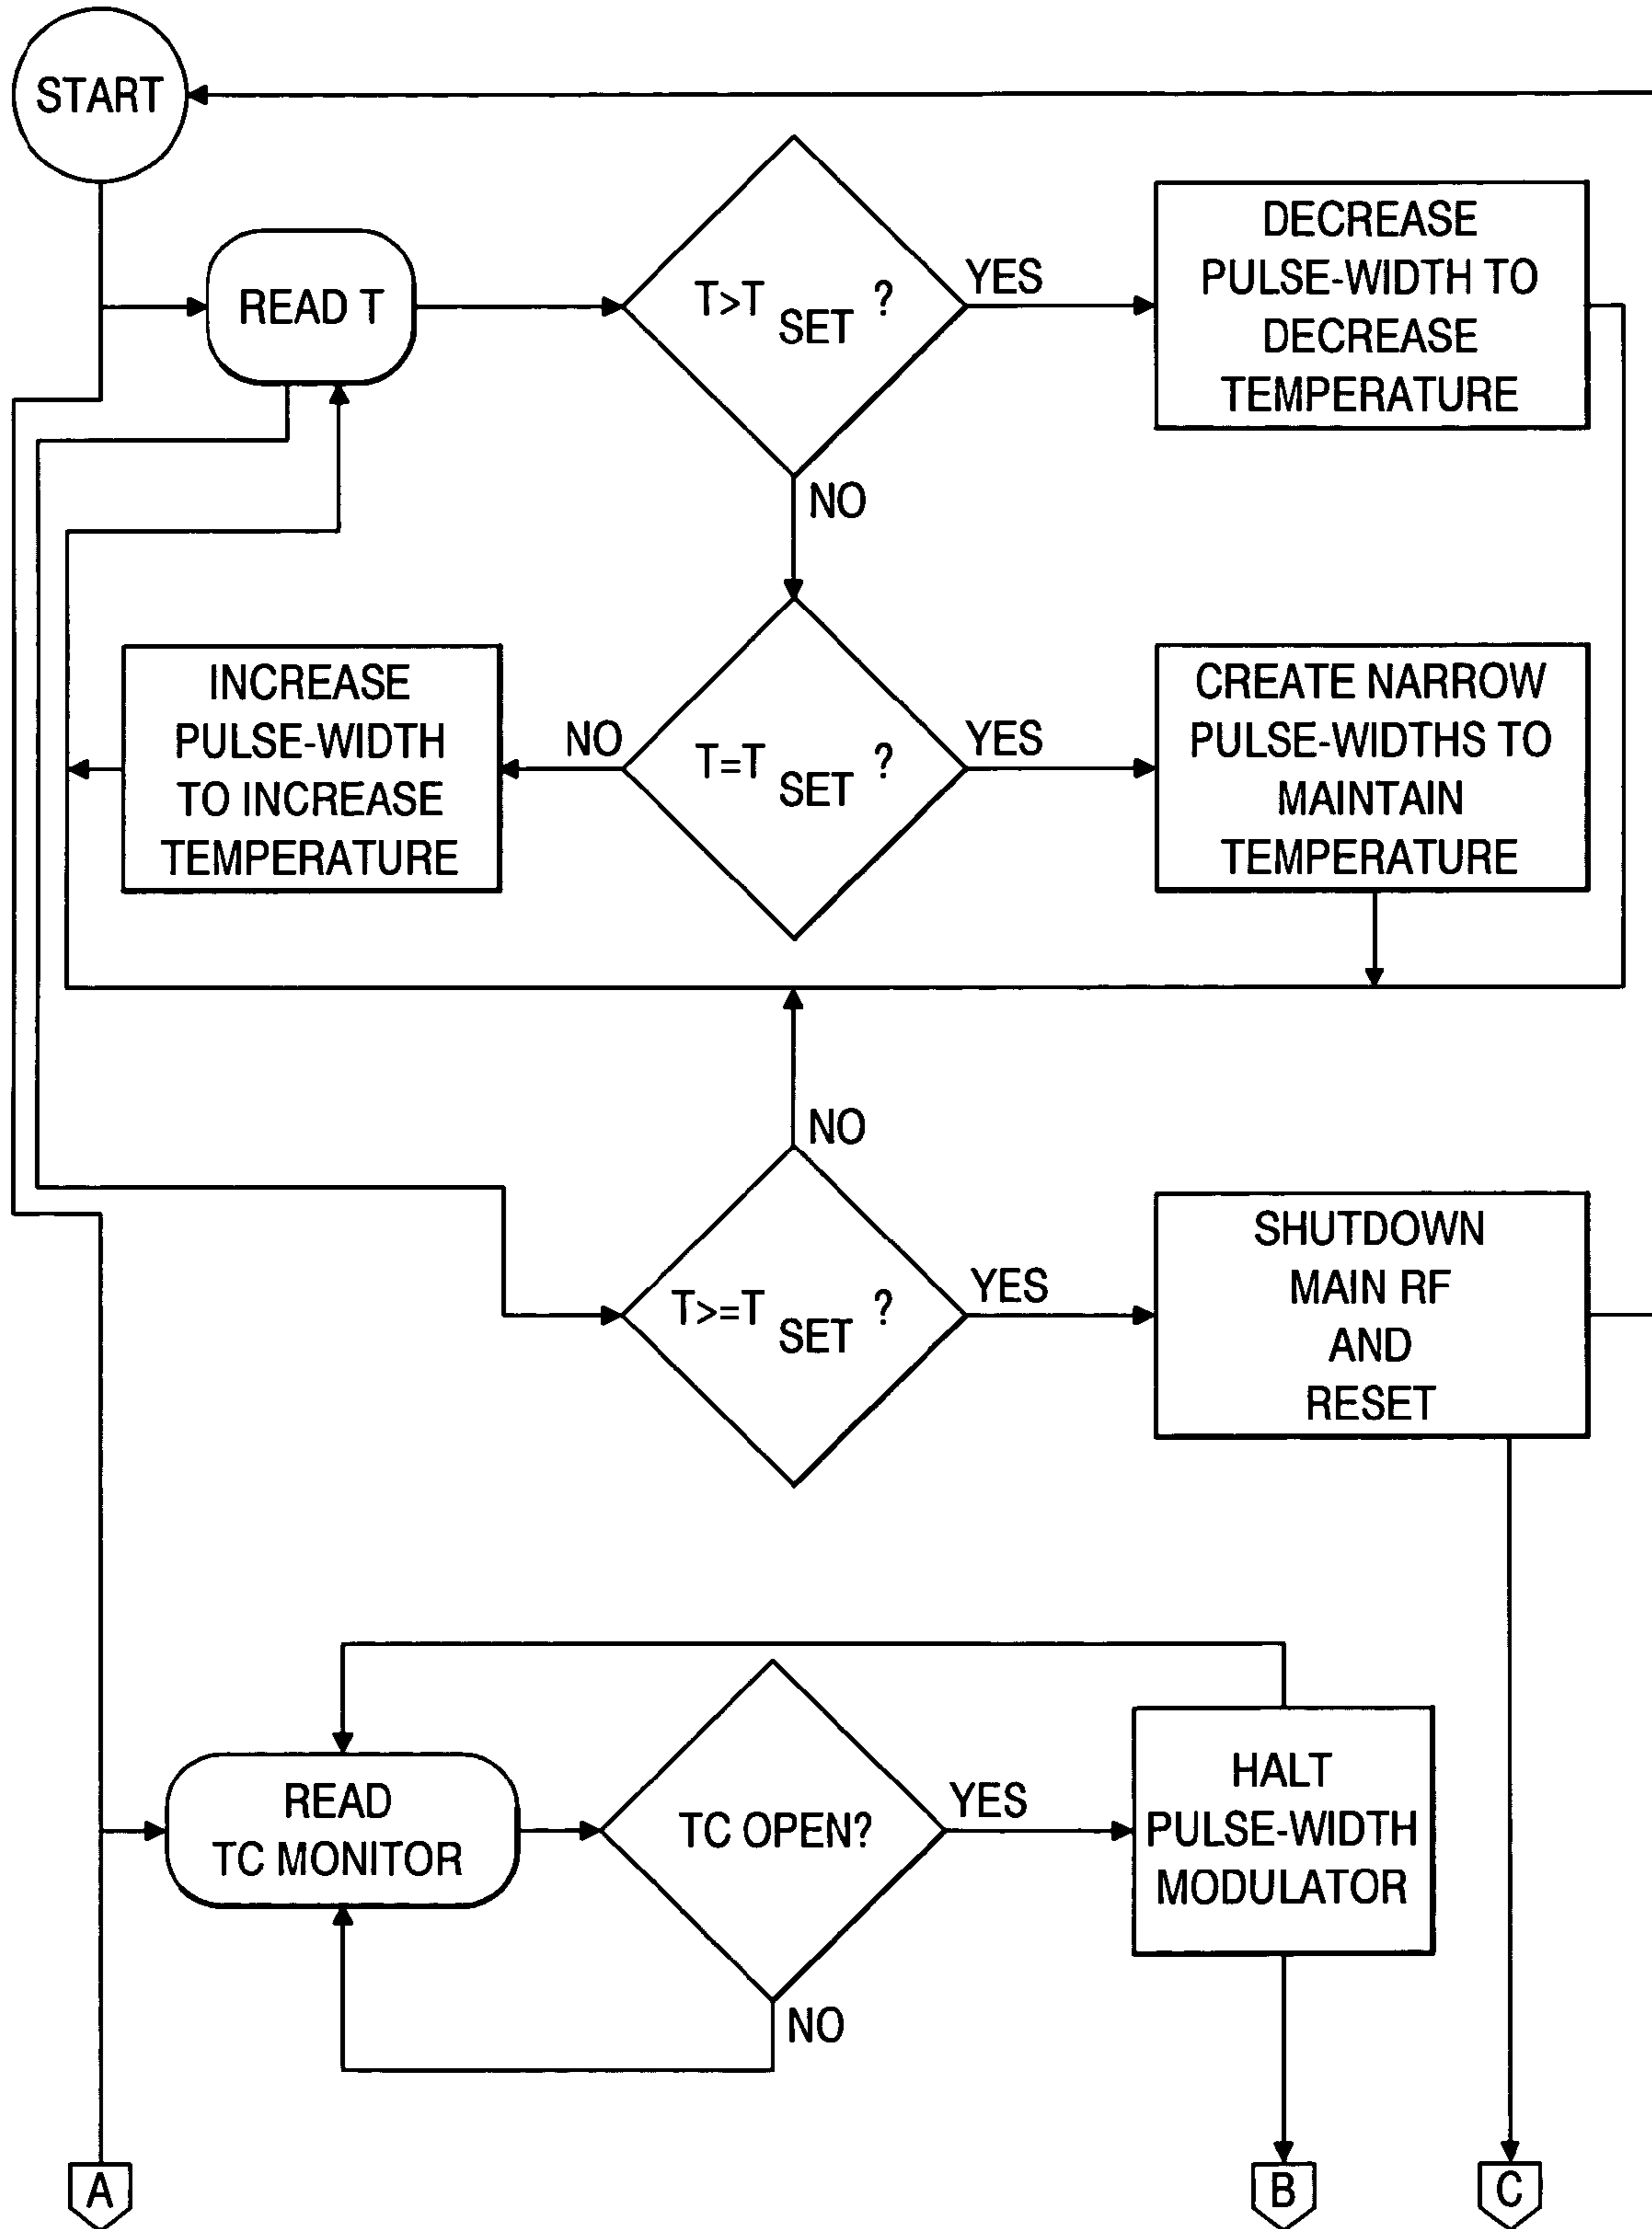 START
READ T
T>T SET ?
YES
DECREASE
PULSE-WIDTH TO
DECREASE
TEMPERATURE
NO
INCREASE
PULSE-WIDTH
TO INCREASE
TEMPERATURE
NO
T=T SET ?
YES
CREATE NARROW
PULSE-WIDTHS TO
MAINTAIN
TEMPERATURE
NO
T>=T SET ?
YES
SHUTDOWN
MAIN RF
AND
RESET
READ
TC MONITOR
TC OPEN?
YES
HALT
PULSE-WIDTH
MODULATOR
NO
A
B
C